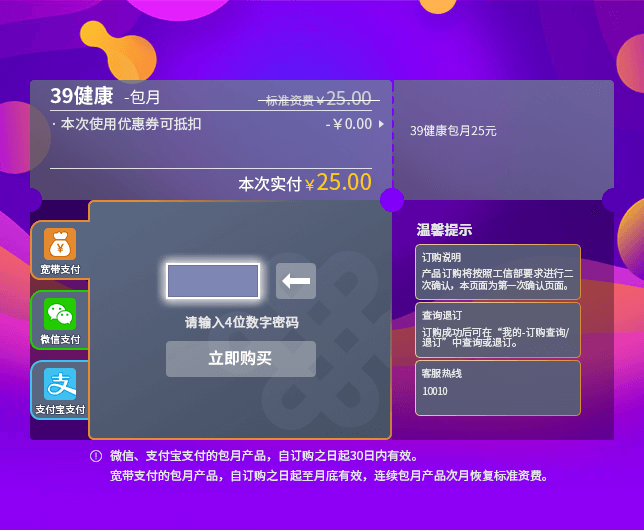 39健康 -包月
标准资费￥25.00
· 本次使用优惠券可抵扣
-￥0.00
本次实付￥25.00
39健康包月25元
宽带支付
微信支付
支付宝支付
请输入4位数字密码
立即购买
温馨提示
订购说明
产品订购将按照工信部要求进行二
次确认，本页面为第一次确认页面。
查询退订
订购成功后可在“我的-订购查询/
退订”中查询或退订。
客服热线
10010
微信、支付宝支付的包月产品，自订购之日起30日内有效。
宽带支付的包月产品，自订购之日起至月底有效，连续包月产品次月恢复标准资费。